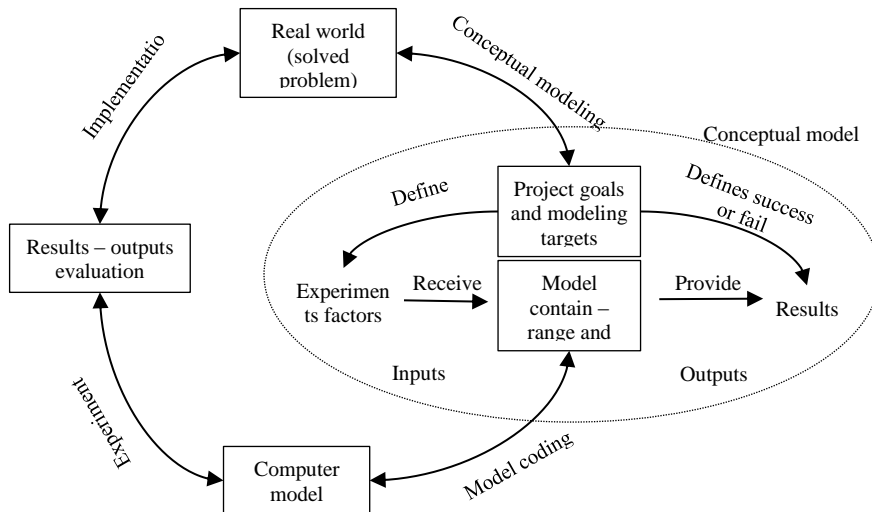 Real world
(solved
problem)
Implementatio
Conceptual modeling
Conceptual model
Project goals
and modeling
targets
Define
Defines success
or fail
Results – outputs
evaluation
Experimen
ts factors
Receive
Model
contain –
range and
Provide
Results
Inputs
Outputs
Experiment
Computer
model
Model coding